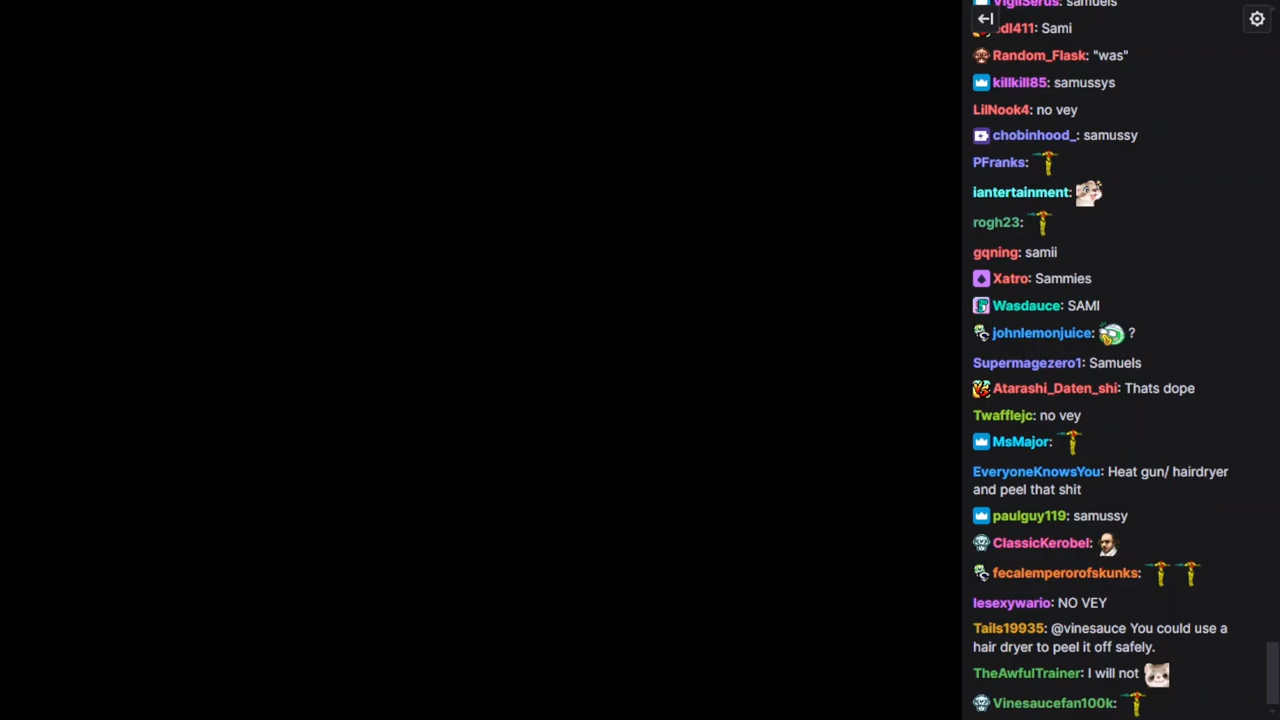 VigilSerus: samuels
edl411: Sami
Random_Flask: "was"
killkill85: samussys
LilNook4: no vey
chobinhood_: samussy
PFranks:
iantertainment:
rogh23:
gqning: samii
Xatro: Sammies
Wasdauce: SAMI
johnlemonjuice: ?
Supermagezero1: Samuels
Atarashi_Daten_shi: Thats dope
Twafflejc: no vey
MsMajor:
EveryoneKnowsYou: Heat gun/ hairdryer
and peel that shit
paulguy119: samussy
ClassicKerobel:
fecalemperorofskunks:
lesexywario: NO VEY
Tails19935: @vinesauce You could use a
hair dryer to peel it off safely.
TheAwfulTrainer: I will not
Vinesaucefan100k: